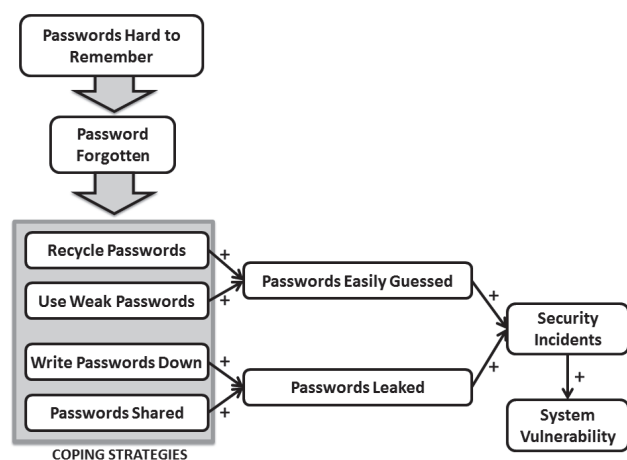 Passwords Hard to
Remember
Password
Forgotten
Recycle Passwords
+
Use Weak Passwords
+
Passwords Easily Guessed
+
Write Passwords Down
+
Passwords Shared
+
Passwords Leaked
+
Security
Incidents
+
System
Vulnerability
COPING STRATEGIES